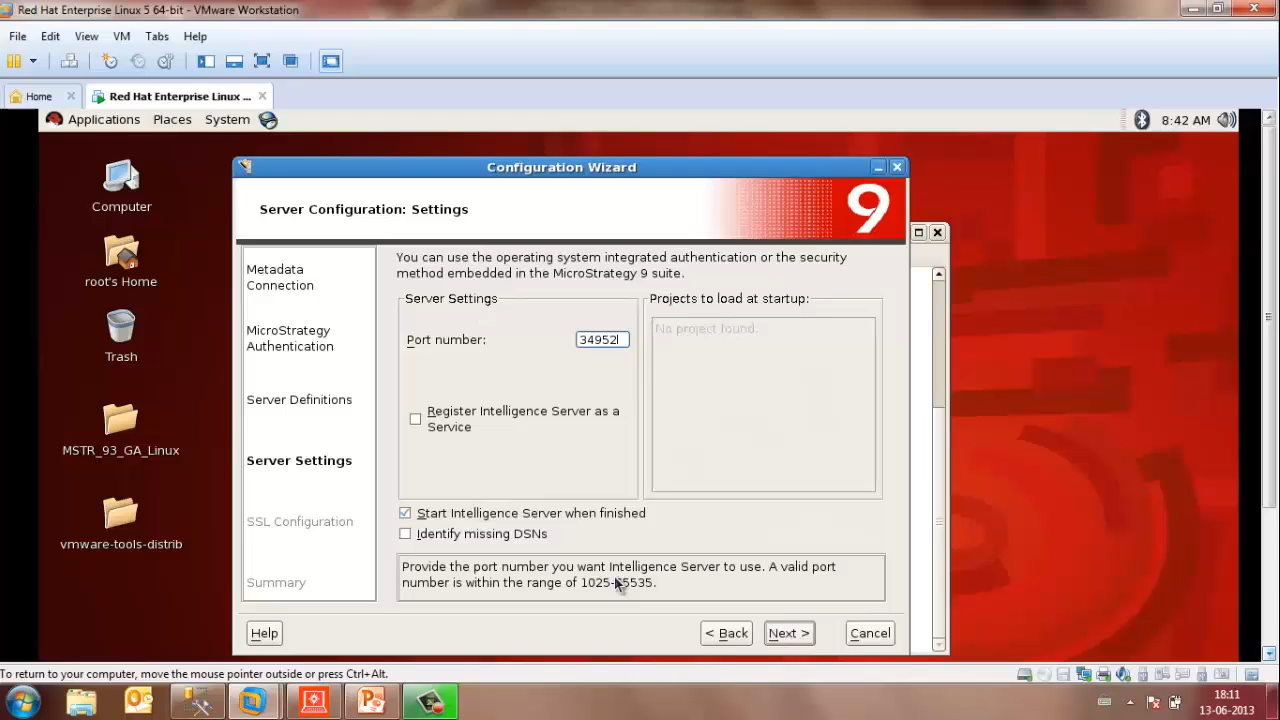 Red Hat Enterprise Linux 5 64-bit - VMware Workstation
File Edit View VM Tabs Help
Home
Red Hat Enterprise Linux ...
Applications Places System
8:42 AM
Computer
root's Home
Trash
MSTR_93_GA_Linux
vmware-tools-distrib
Configuration Wizard
Server Configuration: Settings
9
Metadata
Connection
MicroStrategy
Authentication
Server Definitions
Server Settings
SSL Configuration
Summary
You can use the operating system integrated authentication or the security
method embedded in the MicroStrategy 9 suite.
Server Settings
Port number:
34952
Register Intelligence Server as a
Service
Projects to load at startup:
No project found.
Start Intelligence Server when finished
Identify missing DSNs
Provide the port number you want Intelligence Server to use. A valid port
number is within the range of 1025-65535.
Help
< Back
Next >
Cancel
To return to your computer, move the mouse pointer outside or press Ctrl+Alt.
18:11
13-06-2013